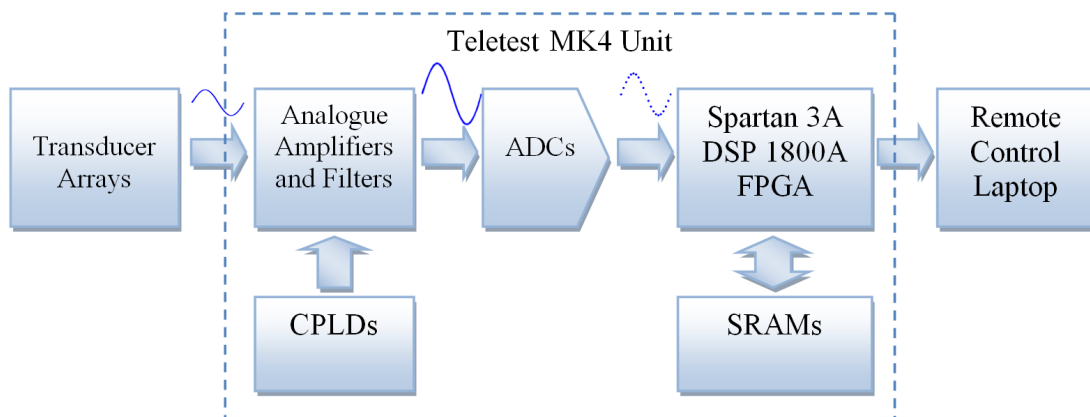 Teletest MK4 Unit
Transducer
Arrays
Analogue
Amplifiers
and Filters
ADCs
Spartan 3A
DSP 1800A
FPGA
Remote
Control
Laptop
CPLDs
SRAMs